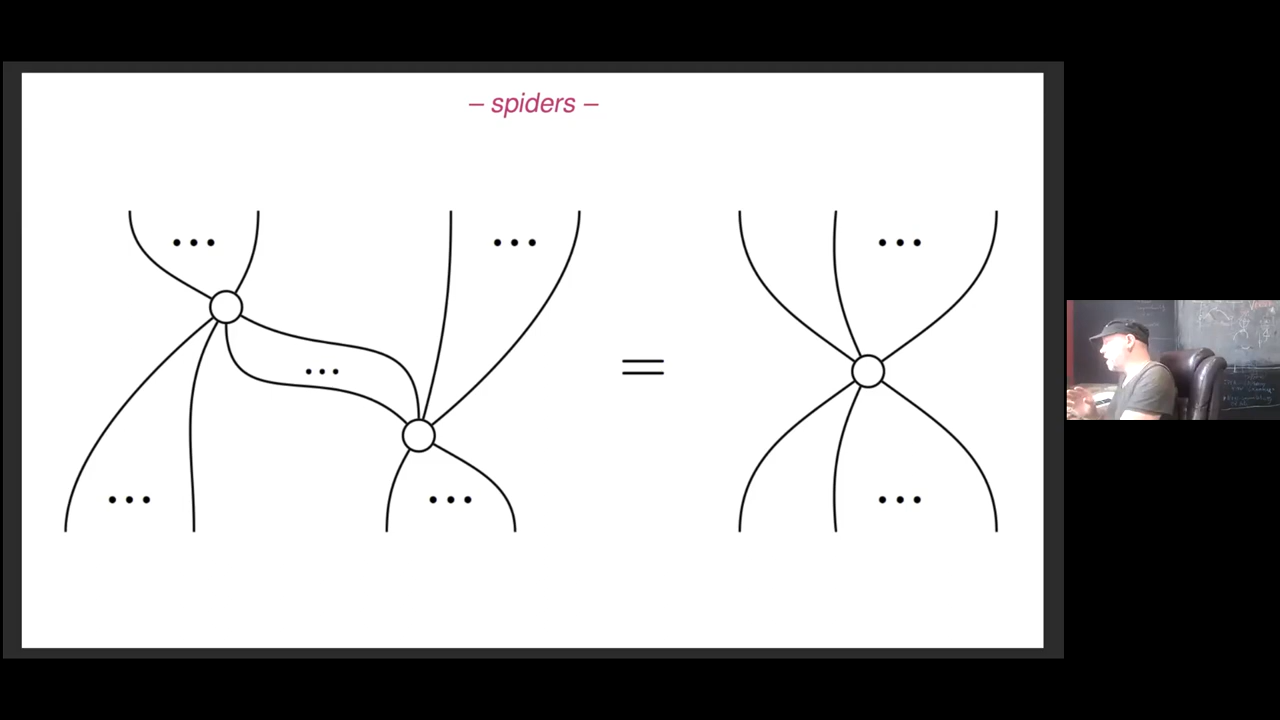 – spiders –
... ...  ...
...
=
... ... ...